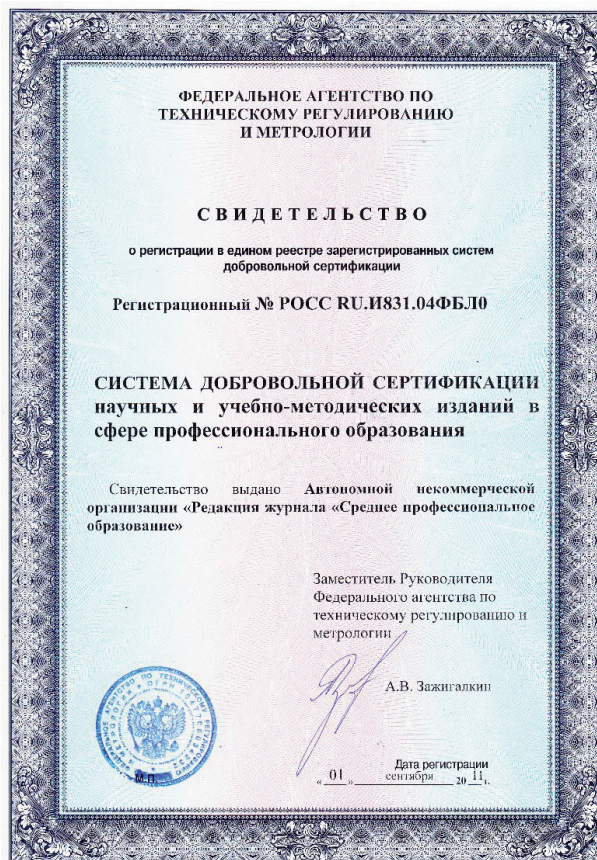 ФЕДЕРАЛЬНОЕ АГЕНТСТВО ПО
ТЕХНИЧЕСКОМУ РЕГУЛИРОВАНИЮ
И МЕТРОЛОГИИ
СВИДЕТЕЛЬСТВО
о регистрации в едином реестре зарегистрированных систем
добровольной сертификации
Регистрационный № РОСС RU.И831.04ФБЛ0
СИСТЕМА ДОБРОВОЛЬНОЙ СЕРТИФИКАЦИИ
научных и учебно-методических изданий в
сфере профессионального образования
Свидетельство выдано Автономной некоммерческой
организации «Редакция журнала «Среднее профессиональное
образование»
Заместитель Руководителя
Федерального агентства по
техническому регулированию и
метрологии
А.В. Зажигалкин
М.П.
Дата регистрации
« 01 » сентября 20 11 г.